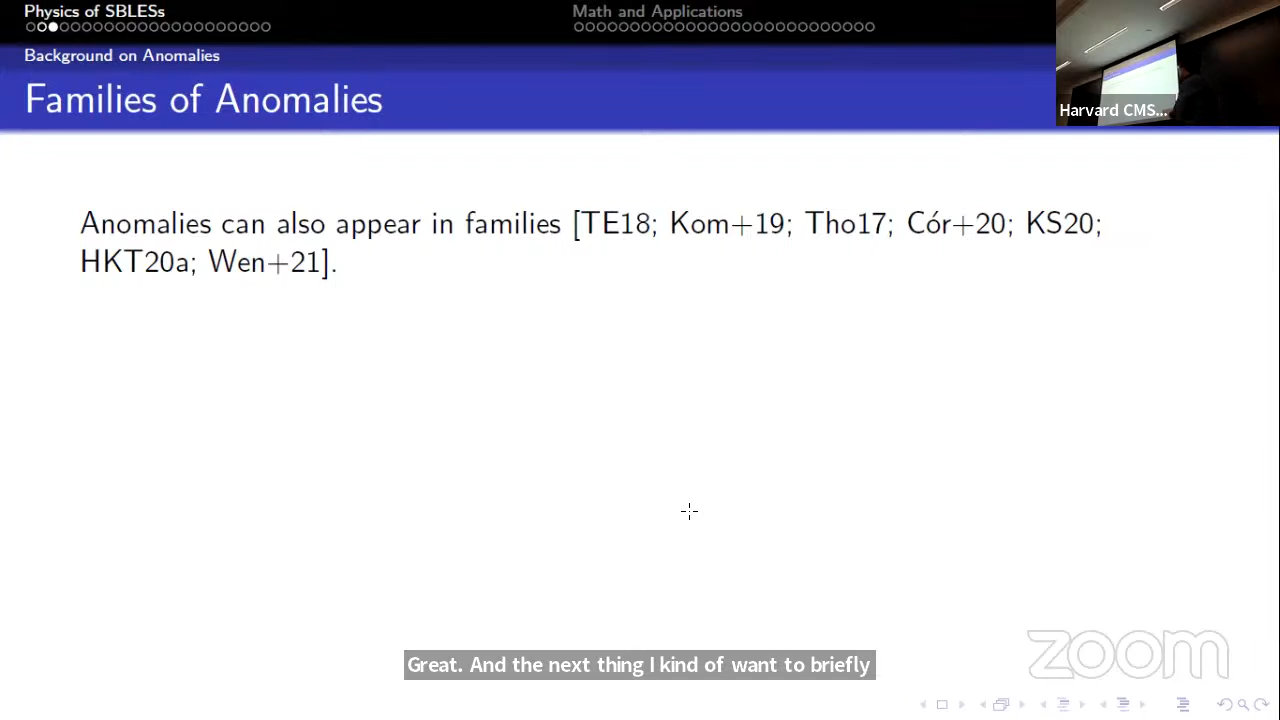 Physics of SBLESs
Math and Applications
Background on Anomalies
Families of Anomalies
Harvard CMS...
Anomalies can also appear in families [TE18; Kom+19; Tho17; Cór+20; KS20;
HKT20a; Wen+21].
Great. And the next thing I kind of want to briefly
zoom